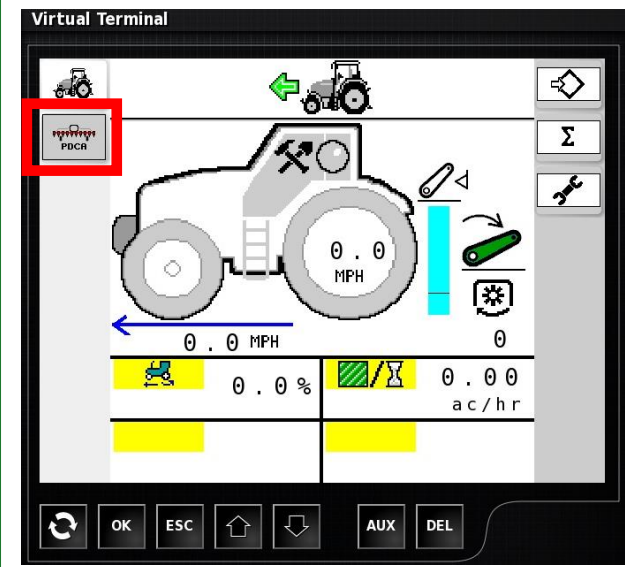 Virtual Terminal
PDCA
Σ
0.0
MPH
0.0 MPH
0
0.0%
0.00
ac/hr
OK
ESC
AUX
DEL